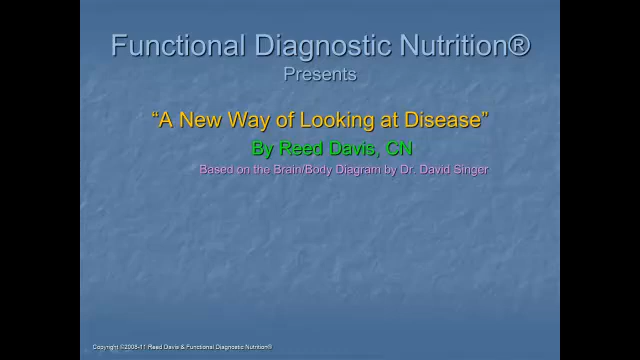 Functional Diagnostic Nutrition®
Presents
“A New Way of Looking at Disease”
By Reed Davis, CN
Based on the Brain/Body Diagram by Dr. David Singer
Copyright ©2008-11 Reed Davis & Functional Diagnostic Nutrition®